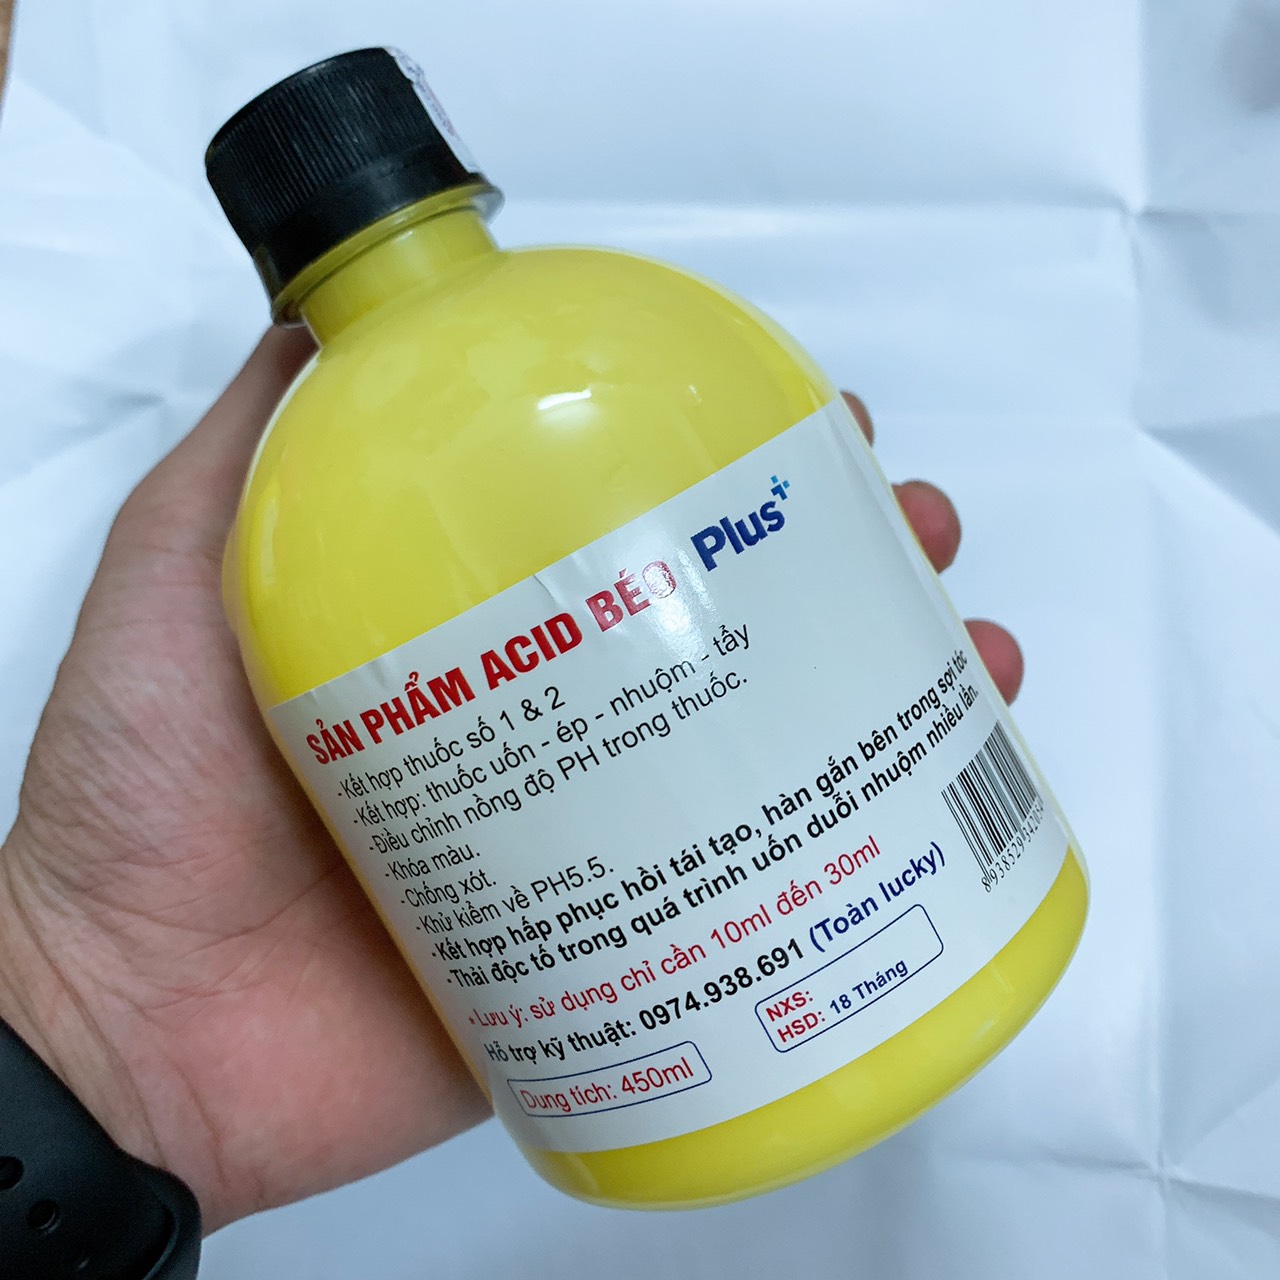 SẢN PHẨM ACID BÉO Plus+
-Kết hợp thuốc số 1 & 2
-Kết hợp: thuốc uốn - ép - nhuộm - tẩy
-Điều chỉnh nồng độ PH trong thuốc.
-Khóa màu.
-Chống xót.
-Khử kiềm về PH5.5.
-Kết hợp hấp phục hồi tái tạo, hàn gắn bên trong sợi tóc
-Thải độc tố trong quá trình uốn duỗi nhuộm nhiều lần.
* Lưu ý: sử dụng chỉ cần 10ml đến 30ml
Hỗ trợ kỹ thuật: 0974.938.691 (Toàn lucky)
Dung tích: 450ml
NXS:
HSD: 18 Tháng